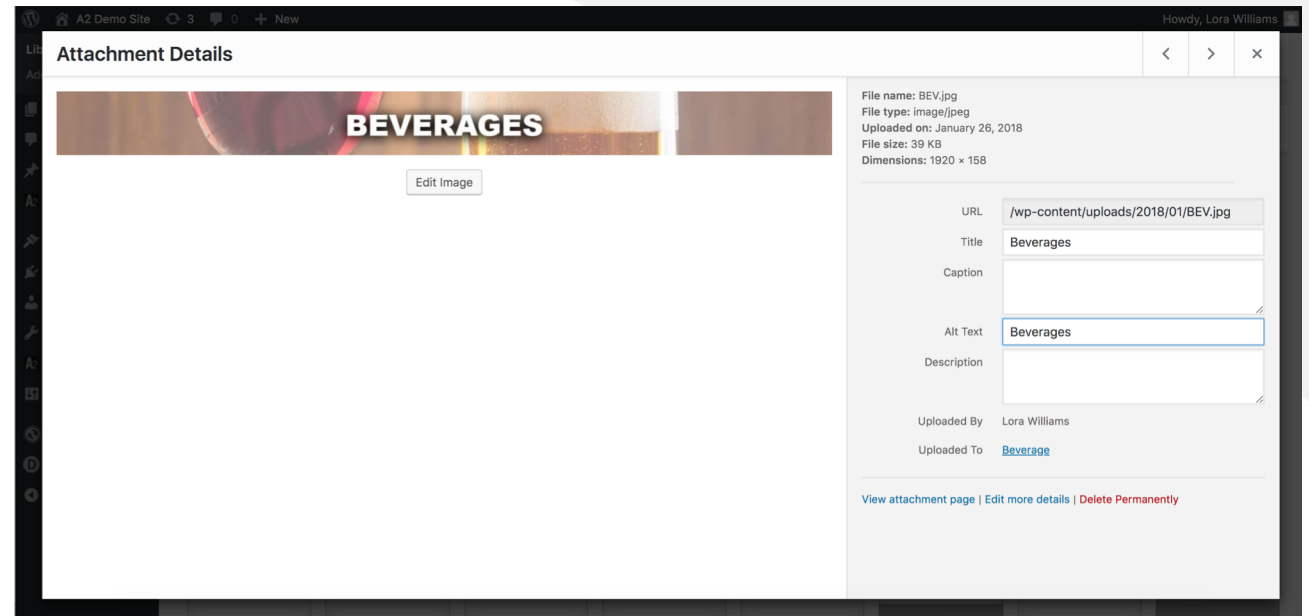 A2 Demo Site 3 0 + New Howdy, Lora Williams
Lib
Ad
Attachment Details
BEVERAGES
Edit Image
File name: BEV.jpg
File type: image/jpeg
Uploaded on: January 26, 2018
File size: 39 KB
Dimensions: 1920 × 158
URL /wp-content/uploads/2018/01/BEV.jpg
Title Beverages
Caption
Alt Text Beverages
Description
Uploaded By Lora Williams
Uploaded To Beverage
View attachment page | Edit more details | Delete Permanently